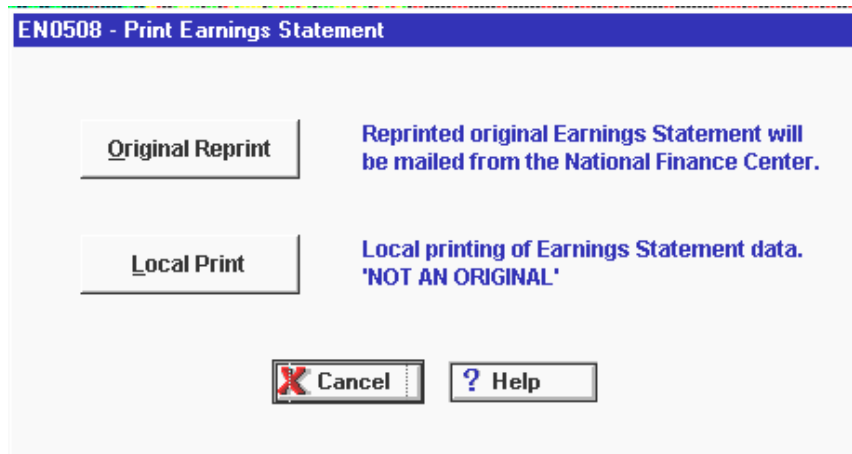 EN0508 - Print Earnings Statement
Original Reprint
Reprinted original Earnings Statement will
be mailed from the National Finance Center.
Local Print
Local printing of Earnings Statement data.
'NOT AN ORIGINAL'
Cancel
? Help